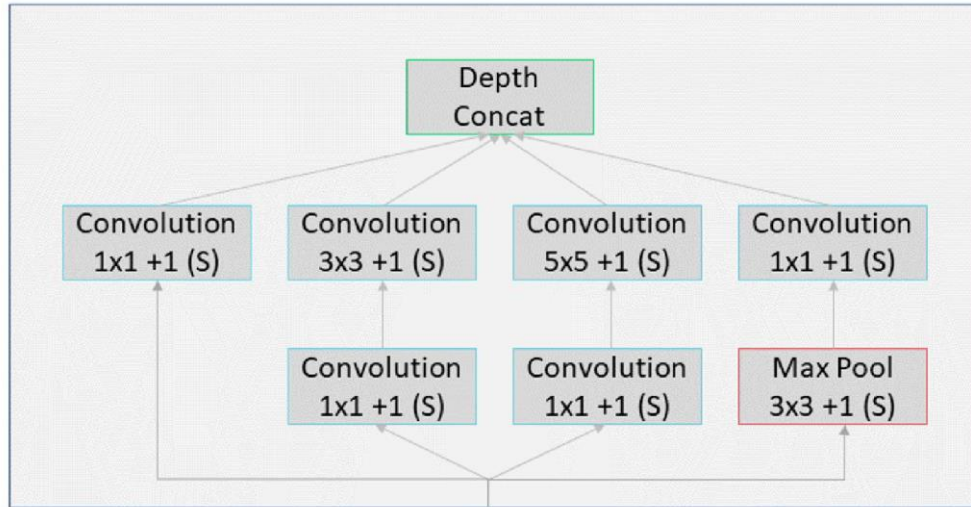 Depth
Concat
Convolution
1x1 +1 (S)
Convolution
3x3 +1 (S)
Convolution
5x5 +1 (S)
Convolution
1x1 +1 (S)
Convolution
1x1 +1 (S)
Convolution
1x1 +1 (S)
Max Pool
3x3 +1 (S)